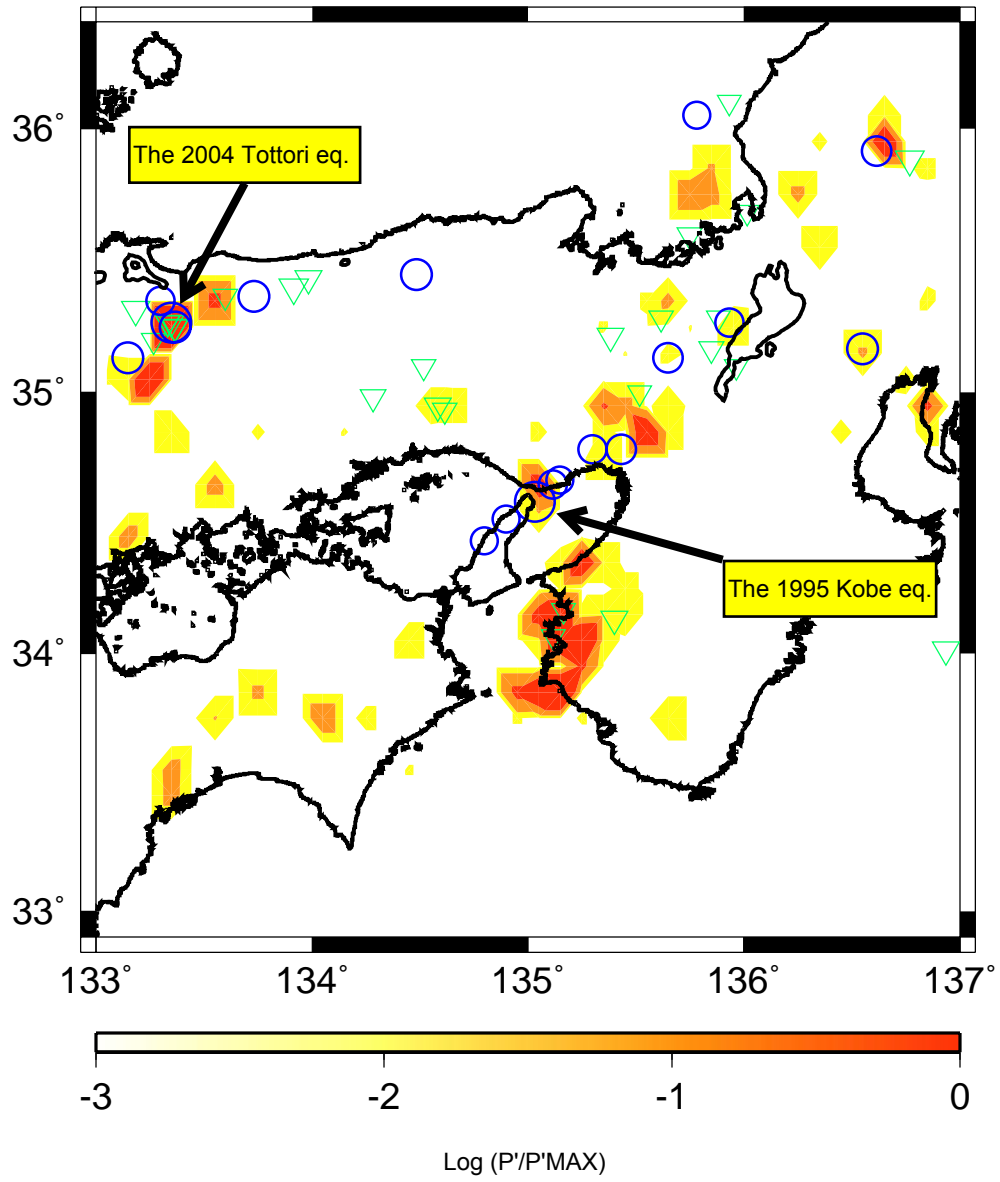 36˚
The 2004 Tottori eq.
35˚
The 1995 Kobe eq.
34˚
33˚
133˚ 134˚ 135˚ 136˚ 137˚
-3 -2 -1 0
Log (P'/P'MAX)